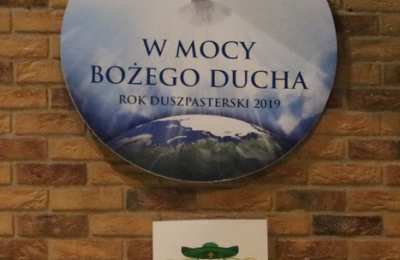 W MOCY
BOŻEGO DUCHA
ROK DUSZPASTERSKI 2019